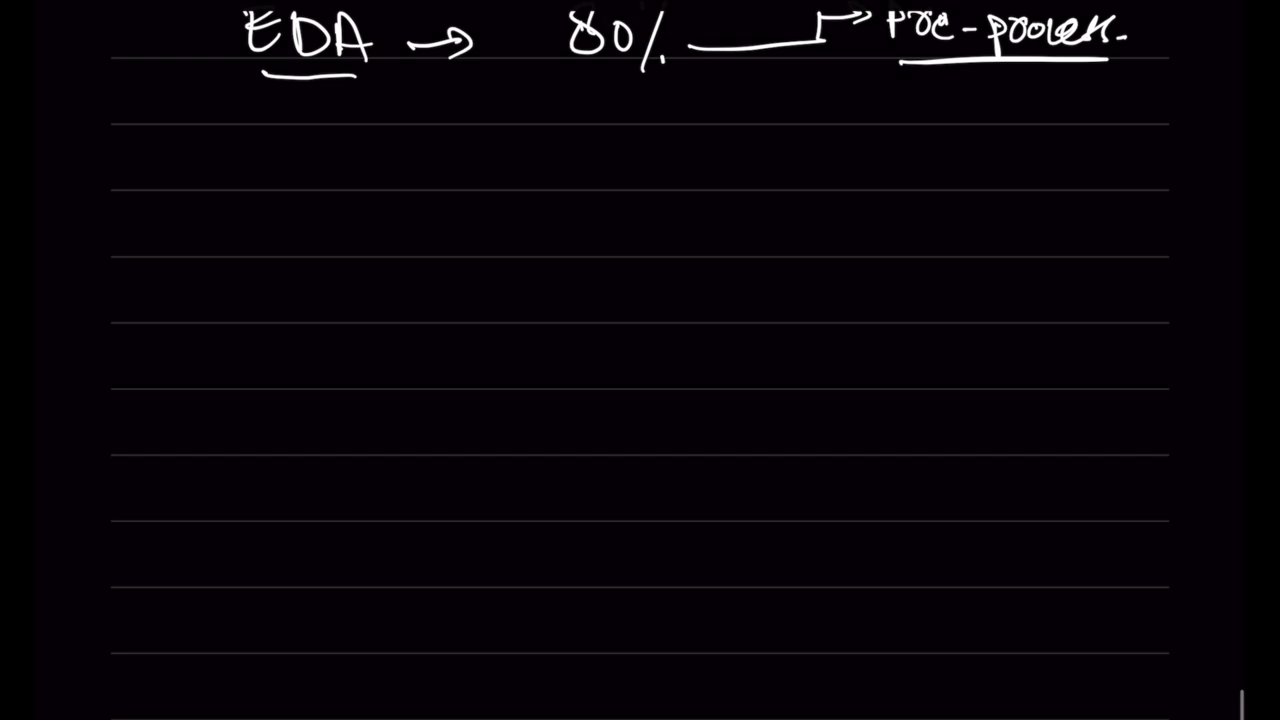 EDA → 80% → Pre-process.